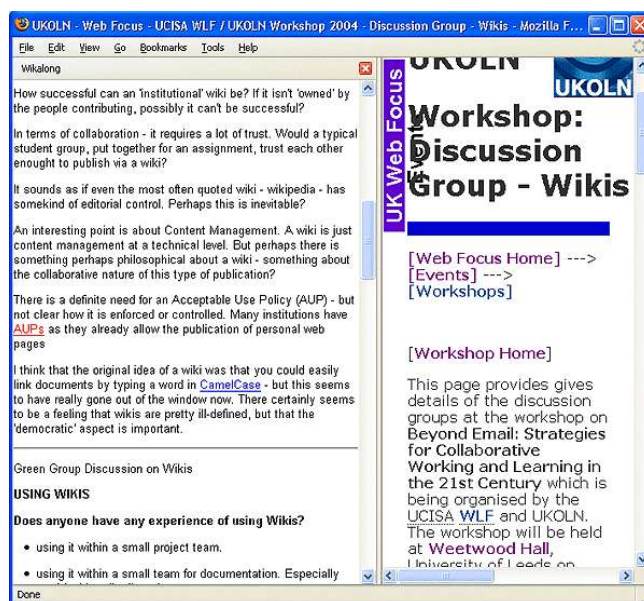 UKOLN - Web Focus - UCISA WLF / UKOLN Workshop 2004 - Discussion Group - Wikis - Mozilla F...
File Edit View Go Bookmarks Tools Help
Wikalong
How successful can an 'institutional' wiki be? If it isn't 'owned' by
the people contributing, possibly it can't be successful?
In terms of collaboration - it requires a lot of trust. Would a typical
student group, put together for an assignment, trust each other
enought to publish via a wiki?
It sounds as if even the most often quoted wiki - wikipedia - has
somekind of editorial control. Perhaps this is inevitable?
An interesting point is about Content Management. A wiki is just
content management at a technical level. But perhaps there is
something perhaps philosophical about a wiki - something about
the collaborative nature of this type of publication?
There is a definite need for an Acceptable Use Policy (AUP) - but
not clear how it is enforced or controlled. Many institutions have
AUPs as they already allow the publication of personal web
pages
I think that the original idea of a wiki was that you could easily
link documents by typing a word in CamelCase - but this seems
to have really gone out of the window now. There certainly seems
to be a feeling that wikis are pretty ill-defined, but that the
'democratic' aspect is important.
Green Group Discussion on Wikis
USING WIKIS
Does anyone have any experience of using Wikis?
• using it within a small project team.
• using it within a small team for documentation. Especially
UK Web Focus
Events
UKOLN
UKOLN
Workshop:
Discussion
Group - Wikis
[Web Focus Home] --->
[Events] --->
[Workshops]
[Workshop Home]
This page provides gives
details of the discussion
groups at the workshop on
Beyond Email: Strategies
for Collaborative
Working and Learning in
the 21st Century which is
being organised by the
UCISA WLF and UKOLN.
The workshop will be held
at Weetwood Hall,
University of Leeds on
Done